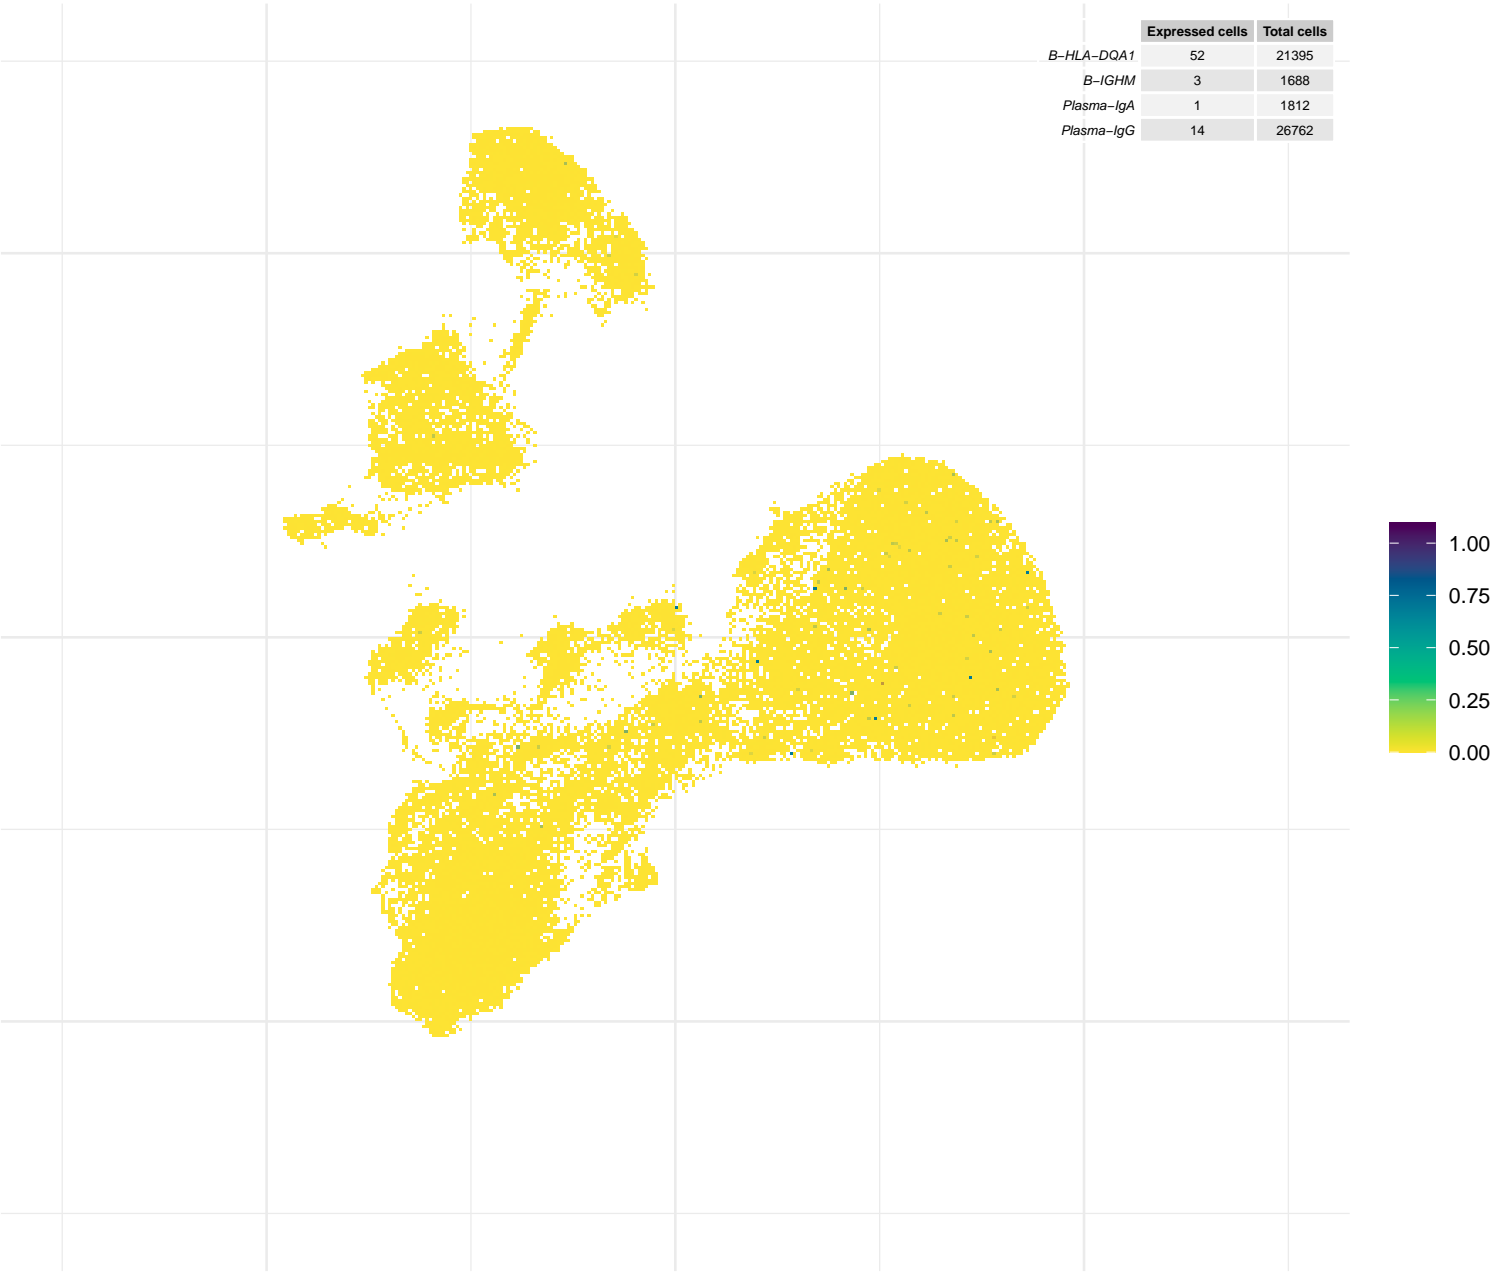 Expressed cells Total cells
B−HLA−DQA1 52 21395
B−IGHM 3 1688
Plasma−IgA 1 1812
Plasma−IgG 14 26762
1.00
0.75
0.50
0.25
0.00